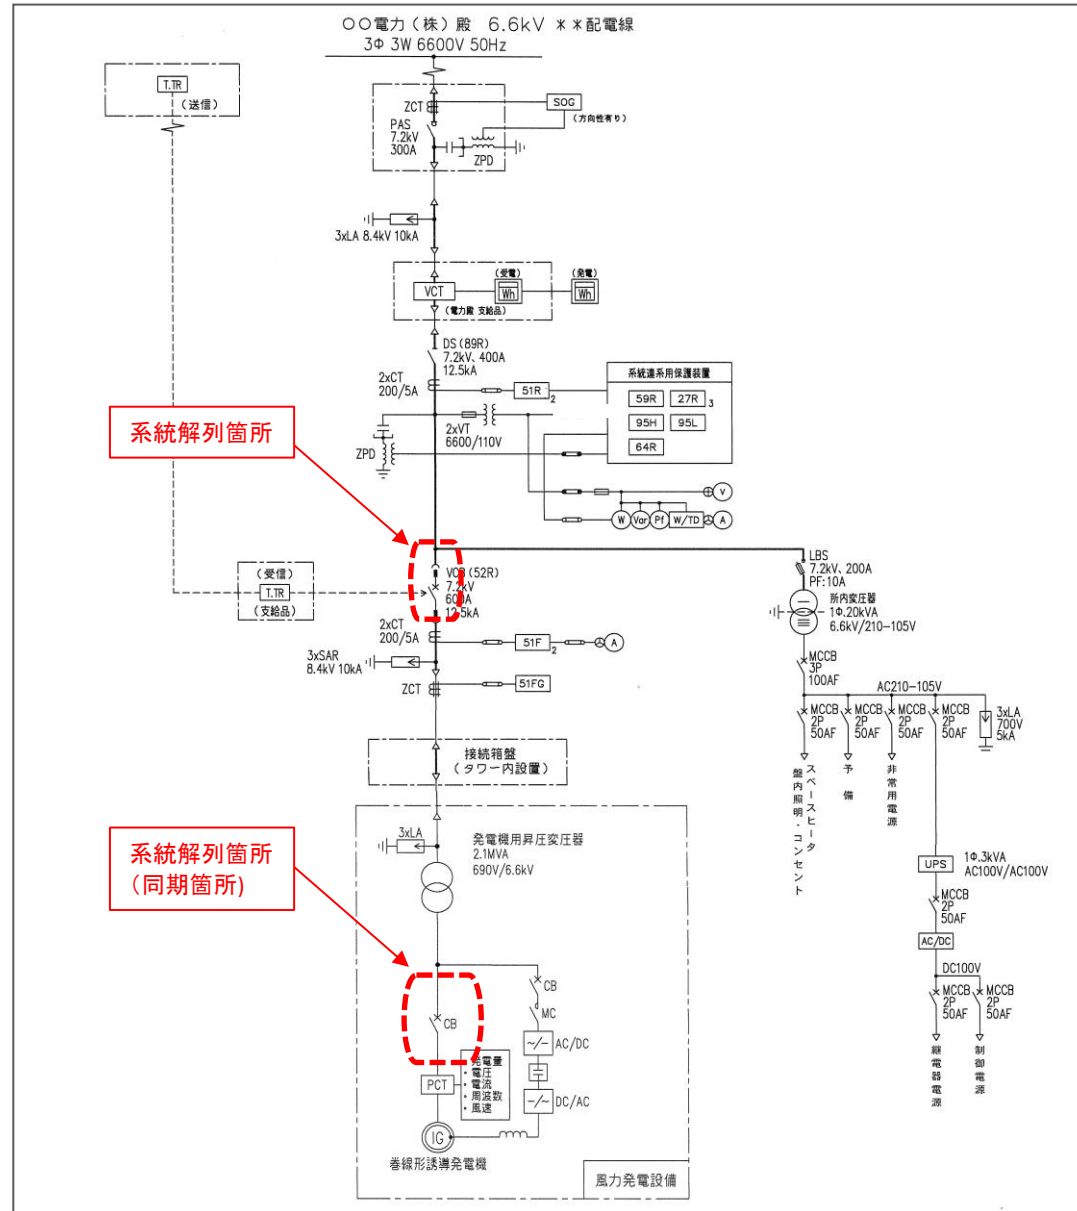 〇〇電力（株）殿 6.6kV ＊＊配電線
3Φ 3W 6600V 50Hz
T.TR
（送信）
ZCT
SOG
（方向性有り）
PAS
7.2kV
300A
ZPD
3xLA 8.4kV 10kA
（受電）
（発電）
VCT
Wh
Wh
（電力殿 支給品）
DS(89R)
7.2kV、400A
12.5kA
2xCT
200/5A
51R
2
系統連系用保護装置
59R
27R
3
95H
95L
64R
系統解列箇所
2xVT
6600/110V
ZPD
V
W
Var
Pf
W/TD
A
（受信）
T.TR
（支給品）
VCB(52R)
7.2kV
600A
12.5kA
LBS
7.2kV、200A
PF:10A
所内変圧器
1Φ、20kVA
6.6kV/210-105V
2xCT
200/5A
51F
2
A
3xSAR
8.4kV 10kA
ZCT
51FG
MCCB
3P
100AF
AC210-105V
MCCB
2P
50AF
MCCB
2P
50AF
MCCB
2P
50AF
MCCB
2P
50AF
3xLA
700V
5kA
接続箱盤
（タワー内設置）
スペースヒータ
盤内照明・コンセント
予備
非常用電源
系統解列箇所
（同期箇所）
3xLA
発電機用昇圧変圧器
2.1MVA
690V/6.6kV
UPS
1Φ、3kVA
AC100V/AC100V
MCCB
2P
50AF
AC/DC
DC100V
MCCB
2P
50AF
MCCB
2P
50AF
継電器電源
制御電源
CB
CB
MC
AC/DC
DC/AC
PCT
発電量
・電圧
・電流
・周波数
・風速
IG
巻線形誘導発電機
風力発電設備